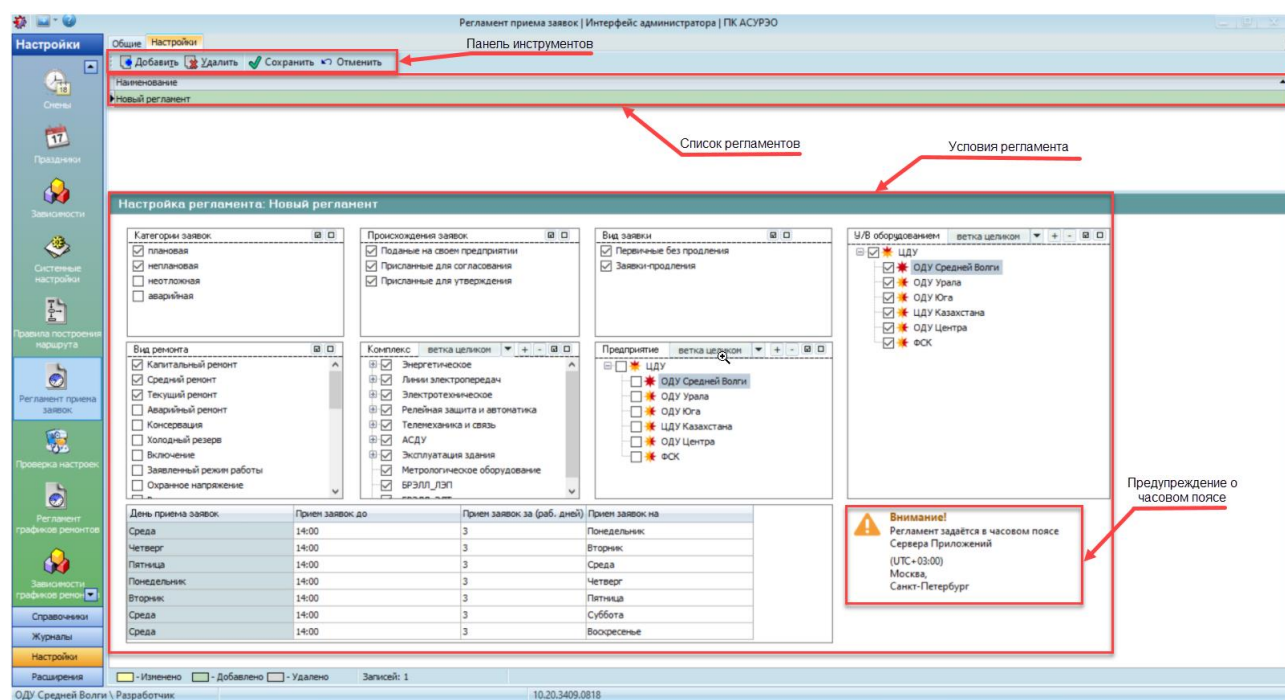 Регламент приема заявок | Интерфейс администратора | ПК АСУРЭО
Настройки
Общие Настройки
Панель инструментов
Добавить Удалить Сохранить Отменить
Наименование
Новый регламент
Список регламентов
Условия регламента
Смены
Праздники
Зависимости
Системные
настройки
Правила построения
маршрута
Регламент приема
заявок
Проверка настроек
Регламент
графиков ремонтов
Зависимости
Справочники
Журналы
Настройки
Расширения
Настройка регламента: Новый регламент
Категории заявок
плановая
неплановая
неотложная
аварийная
Происхождения заявок
Поданые на своем предприятии
Присланные для согласования
Присланные для утверждения
Вид заявки
Первичные без продления
Заявки-продления
У/В оборудованием ветка целиком
ЦДУ
ОДУ Средней Волги
ОДУ Урала
ОДУ Юга
ЦДУ Казахстана
ОДУ Центра
ФСК
Вид ремонта
Капитальный ремонт
Средний ремонт
Текущий ремонт
Аварийный ремонт
Консервация
Холодный резерв
Включение
Заявленный режим работы
Охранное напряжение
Комплекс ветка целиком
Энергетическое
Линии электропередач
Электротехническое
Релейная защита и автоматика
Телемеханика и связь
АСДУ
Эксплуатация здания
Метрологическое оборудование
БРЭЛЛ_ЛЭП
Предприятие ветка целиком
ЦДУ
ОДУ Средней Волги
ОДУ Урала
ОДУ Юга
ЦДУ Казахстана
ОДУ Центра
ФСК
День приема заявок Прием заявок до Прием заявок за (раб. дней) Прием заявок на
Среда 14:00 3 Понедельник
Четверг 14:00 3 Вторник
Пятница 14:00 3 Среда
Понедельник 14:00 3 Четверг
Вторник 14:00 3 Пятница
Среда 14:00 3 Суббота
Среда 14:00 3 Воскресенье
Предупреждение о
часовом поясе
Внимание!
Регламент задаётся в часовом поясе
Сервера Приложений
(UTC+03:00)
Москва,
Санкт-Петербург
- Изменено - Добавлено - Удалено Записей: 1
ОДУ Средней Волги \ Разработчик 10.20.3409.0818